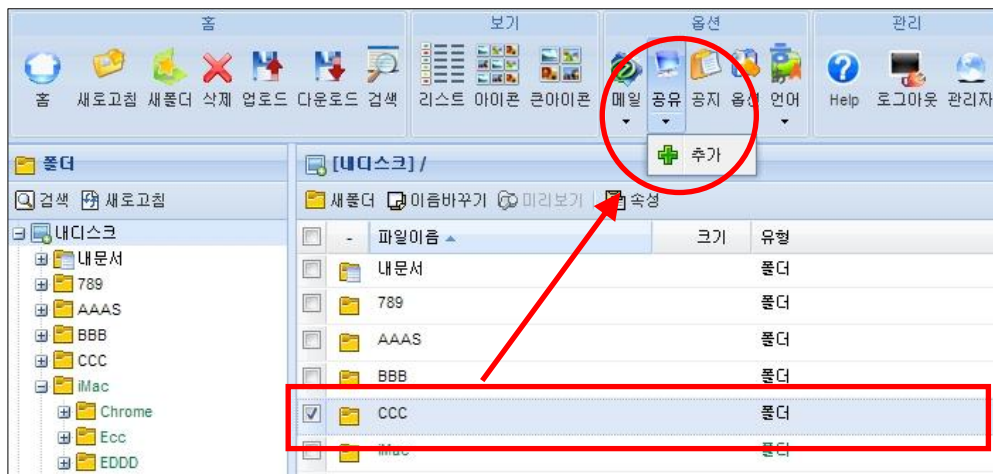 홈 보기 옵션 관리
홈 새로고침 새폴더 삭제 업로드 다운로드 검색 리스트 아이콘 큰아이콘 메일 공유 공지 옵션 언어 Help 로그아웃 관리자
추가
폴더
검색 새로고침
내디스크
내문서
789
AAAS
BBB
CCC
iMac
Chrome
Ecc
EDDD
[내디스크] /
새폴더 이름바꾸기 미리보기 속성
- 파일이름 크기 유형
내문서 폴더
789 폴더
AAAS 폴더
BBB 폴더
CCC 폴더
iMac 폴더